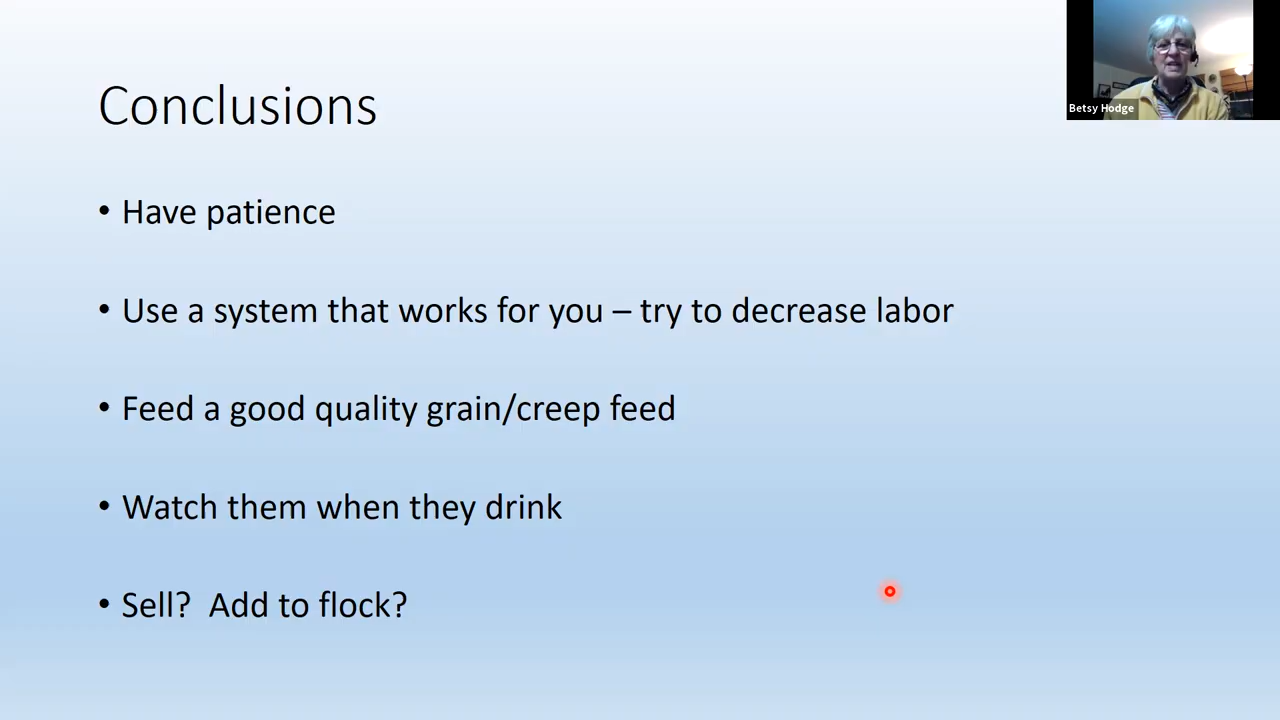 Conclusions
Betsy Hodge
• Have patience
• Use a system that works for you – try to decrease labor
• Feed a good quality grain/creep feed
• Watch them when they drink
• Sell?  Add to flock?